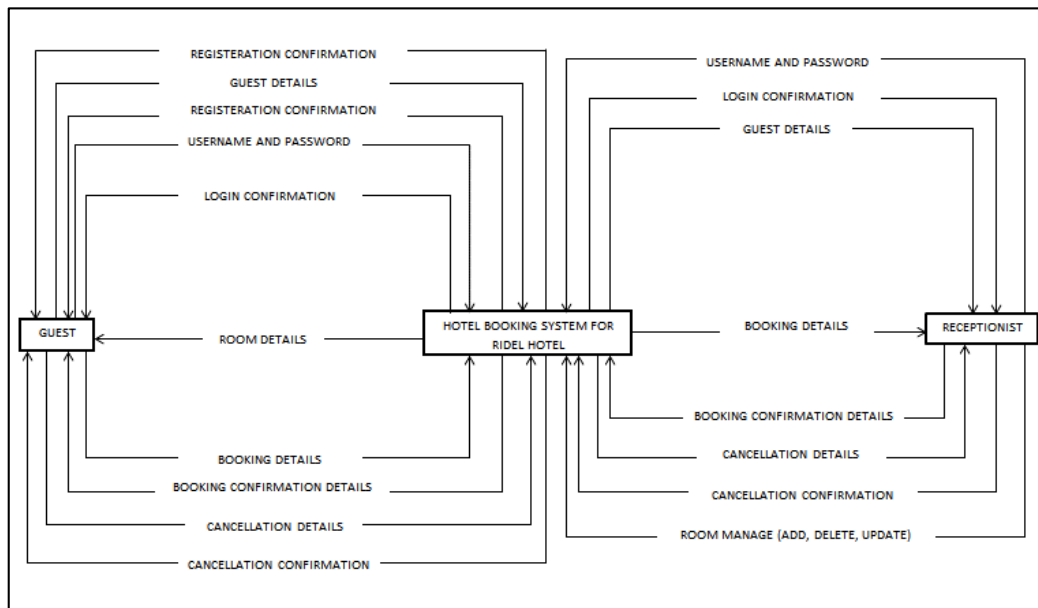 REGISTERATION CONFIRMATION
GUEST DETAILS
REGISTERATION CONFIRMATION
USERNAME AND PASSWORD
LOGIN CONFIRMATION
USERNAME AND PASSWORD
LOGIN CONFIRMATION
GUEST DETAILS
GUEST
ROOM DETAILS
HOTEL BOOKING SYSTEM FOR
RIDEL HOTEL
BOOKING DETAILS
RECEPTIONIST
BOOKING DETAILS
BOOKING CONFIRMATION DETAILS
CANCELLATION DETAILS
CANCELLATION CONFIRMATION
BOOKING CONFIRMATION DETAILS
CANCELLATION DETAILS
CANCELLATION CONFIRMATION
ROOM MANAGE (ADD, DELETE, UPDATE)